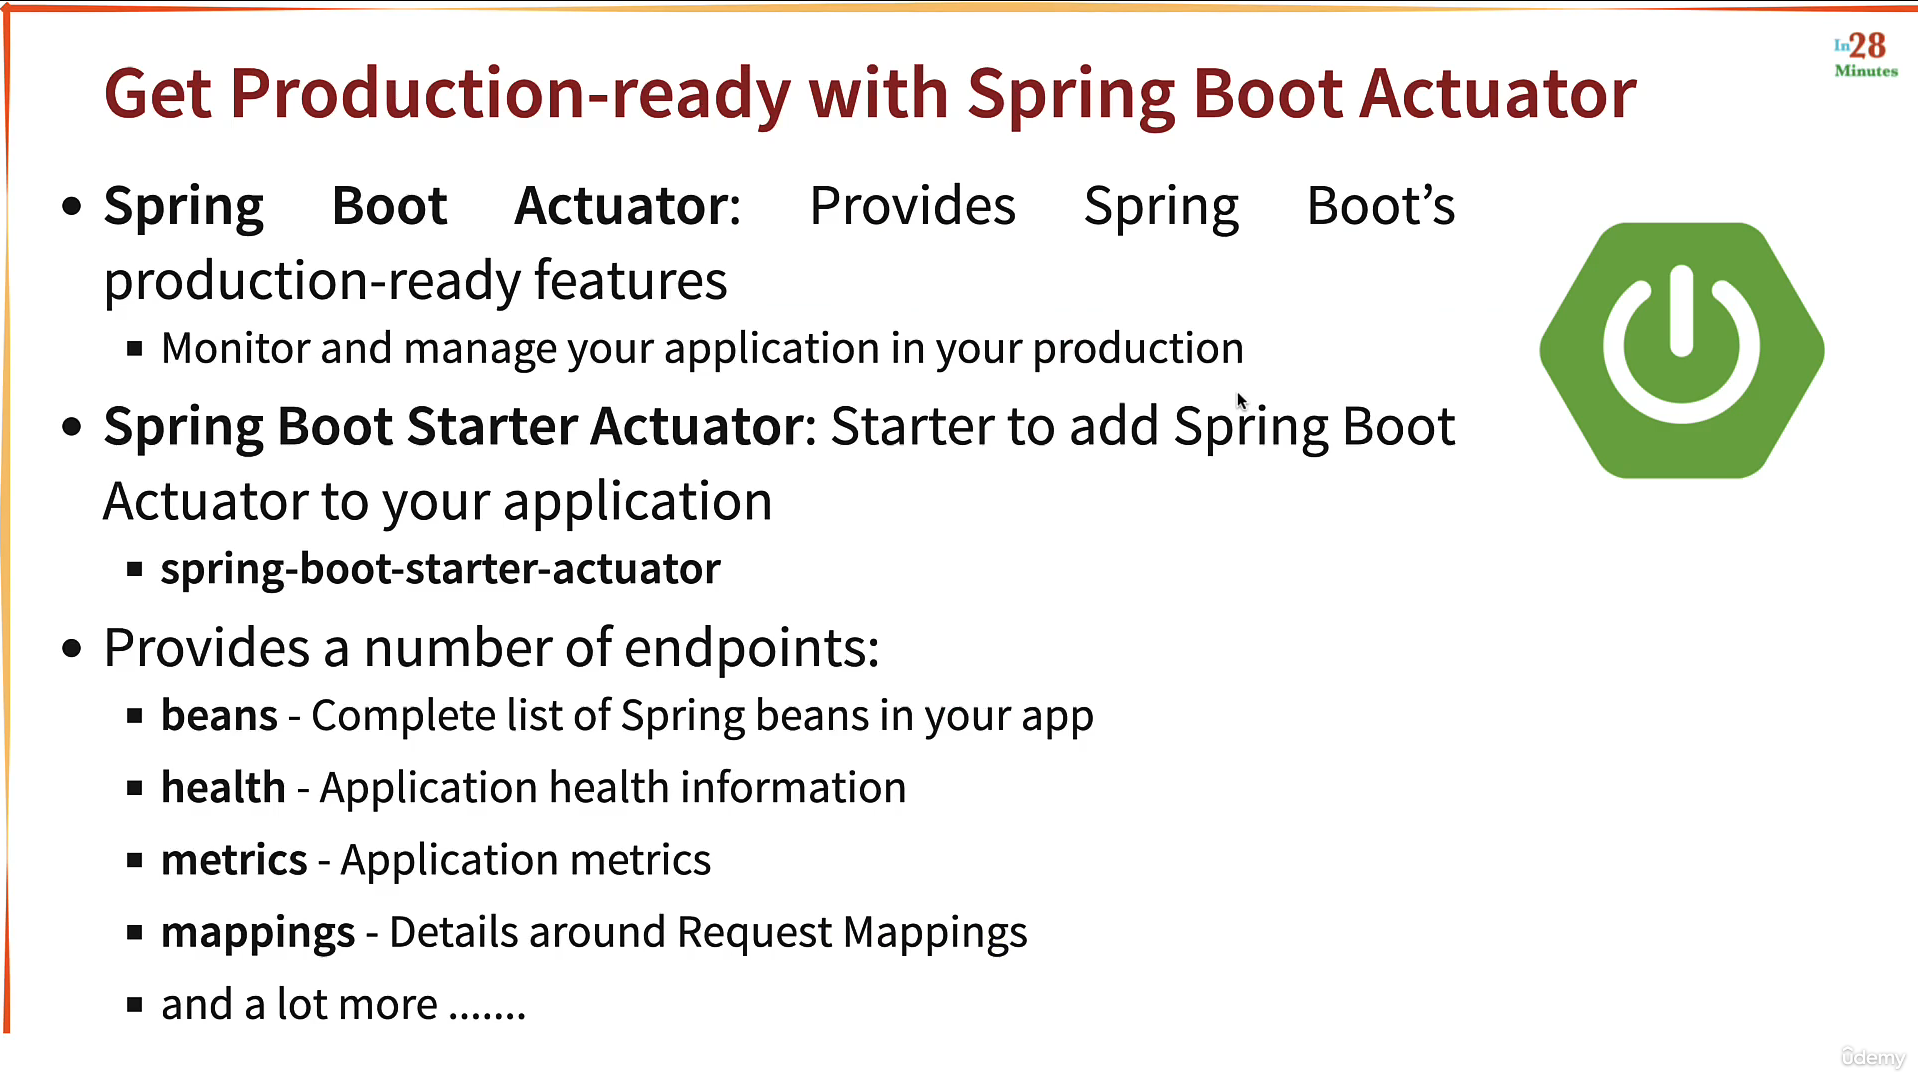 In28
Minutes
Get Production-ready with Spring Boot Actuator
• Spring Boot Actuator: Provides Spring Boot’s
production-ready features
▪ Monitor and manage your application in your production
• Spring Boot Starter Actuator: Starter to add Spring Boot
Actuator to your application
▪ spring-boot-starter-actuator
• Provides a number of endpoints:
▪ beans - Complete list of Spring beans in your app
▪ health - Application health information
▪ metrics - Application metrics
▪ mappings - Details around Request Mappings
▪ and a lot more .......
ûdemy